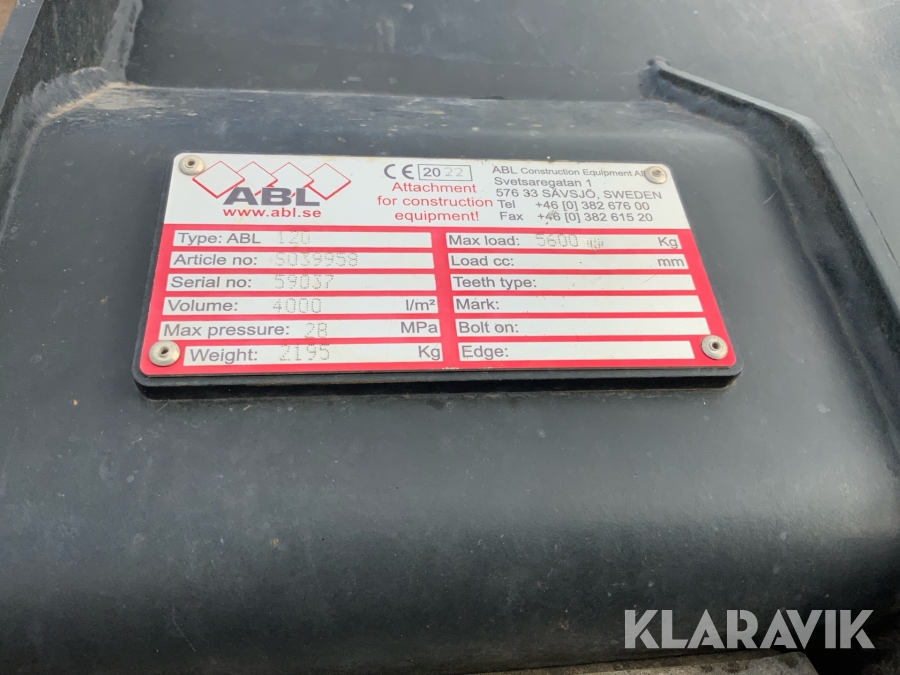 ABL
www.abl.se
CE 2022
Attachment
for construction
equipment!
ABL Construction Equipment AB
Svetsaregatan 1
576 33 SÄVSJÖ, SWEDEN
Tel +46 [0] 382 676 00
Fax +46 [0] 382 615 20
Type: ABL 120
Article no: S039958
Serial no: 59037
Volume: 4000 l/m²
Max pressure: 28 MPa
Weight: 2195 Kg
Max load: 5600 Kg
Load cc: mm
Teeth type:
Mark:
Bolt on:
Edge:
KLARAVIK